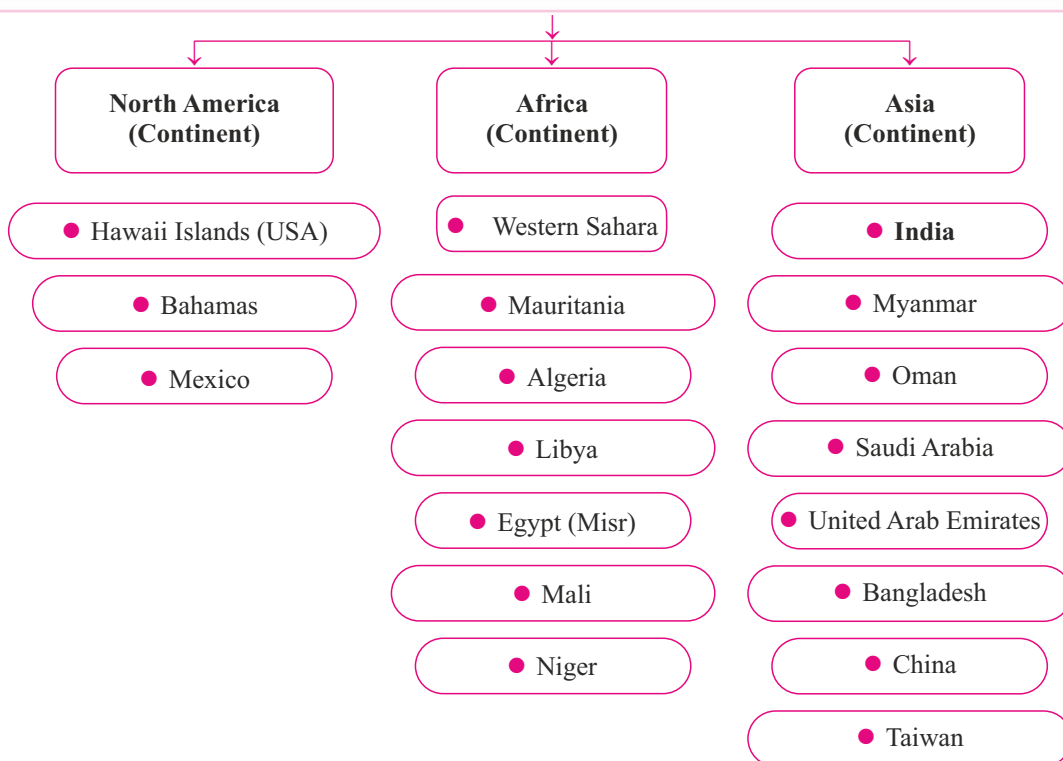 North America
(Continent)
Africa
(Continent)
Asia
(Continent)
Hawaii Islands (USA)
Bahamas
Mexico
Western Sahara
Mauritania
Algeria
Libya
Egypt (Misr)
Mali
Niger
India
Myanmar
Oman
Saudi Arabia
United Arab Emirates
Bangladesh
China
Taiwan